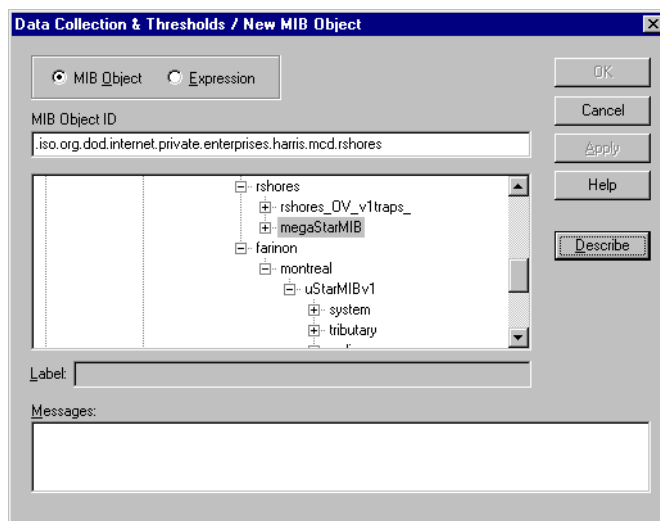 Data Collection & Thresholds / New MIB Object
MIB Object
Expression
OK
MIB Object ID
Cancel
.iso.org.dod.internet.private.enterprises.harris.mcd.rshores
Apply
Help
rshores
rshores_OV_v1traps_
megaStarMIB
Describe
farinon
montreal
uStarMIBv1
system
tributary
Label:
Messages: